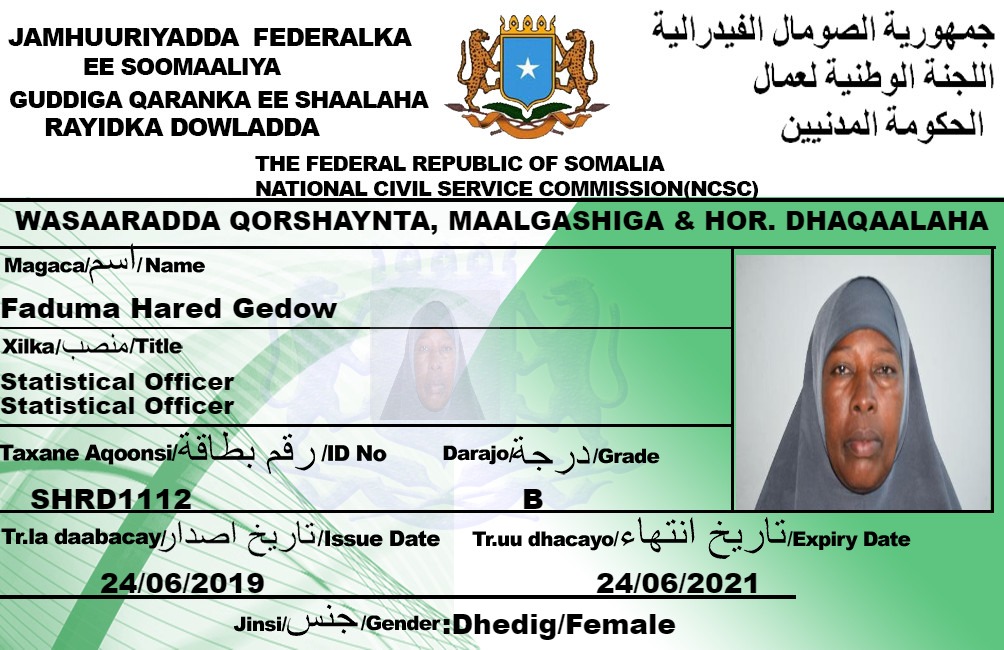 JAMHUURIYADDA FEDERALKA
EE SOOMAALIYA
GUDDIGA QARANKA EE SHAALAHA
RAYIDKA DOWLADDA
جمهورية الصومال الفيدرالية
اللجنة الوطنية لعمال
الحكومة المدنيين
THE FEDERAL REPUBLIC OF SOMALIA
NATIONAL CIVIL SERVICE COMMISSION(NCSC)
WASAARADDA QORSHAYNTA, MAALGASHIGA & HOR. DHAQAALAHA
Magaca/اسم/Name
Faduma Hared Gedow
Xilka/منصب/Title
Statistical Officer
Statistical Officer
Taxane Aqoonsi/رقم بطاقة/ID No
Darajo/درجة/Grade
SHRD1112
B
Tr.la daabacay/تاريخ اصدار/Issue Date
Tr.uu dhacayo/تاريخ انتهاء/Expiry Date
24/06/2019
24/06/2021
Jinsi/جنس/Gender:Dhedig/Female